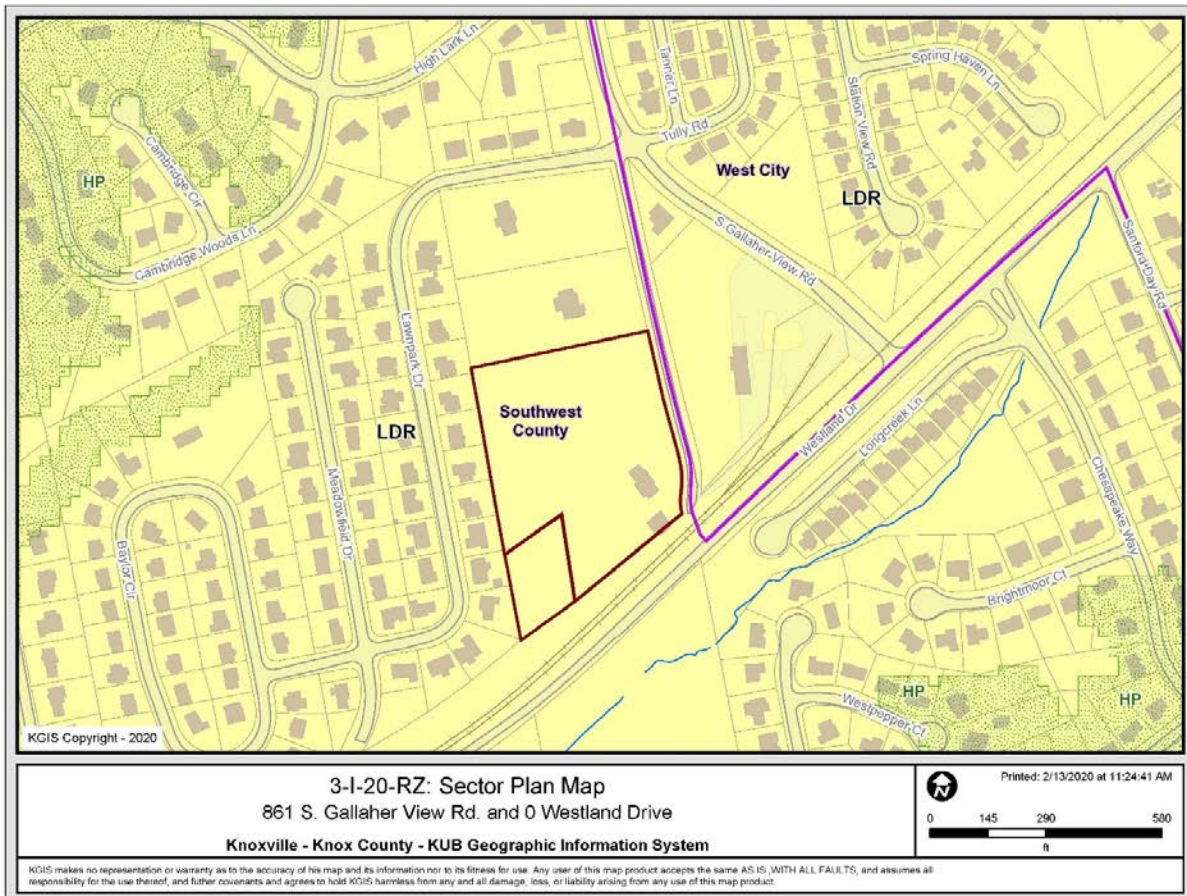 High Lark Ln
Tanner Ln
Station View Rd
Spring Haven Ln
Cambridge Cir
Tully Rd
West City
HP
LDR
Cambridge Woods Ln
S Gallaher View Rd
Sanford Day Rd
Lawnpark Dr
Southwest
County
LDR
Westland Dr
Longcreek Ln
Meadowfield Dr
Chesapeake Way
Baylor Cir
Brightmoor Ct
HP
HP
Westpepper Ct
KGIS Copyright - 2020
3-I-20-RZ: Sector Plan Map
861 S. Gallaher View Rd. and 0 Westland Drive
Knoxville - Knox County - KUB Geographic Information System
N
Printed: 2/13/2020 at 11:24:41 AM
0 145 290 580
ft
KGIS makes no representation or warranty as to the accuracy of his map and its information nor to its fitness for use. Any user of this map product accepts the same AS IS, WITH ALL FAULTS, and assumes all
responsibility for the use thereof, and futher covenants and agrees to hold KGIS harmless from any and all damage, loss, or liability arising from any use of this map product.